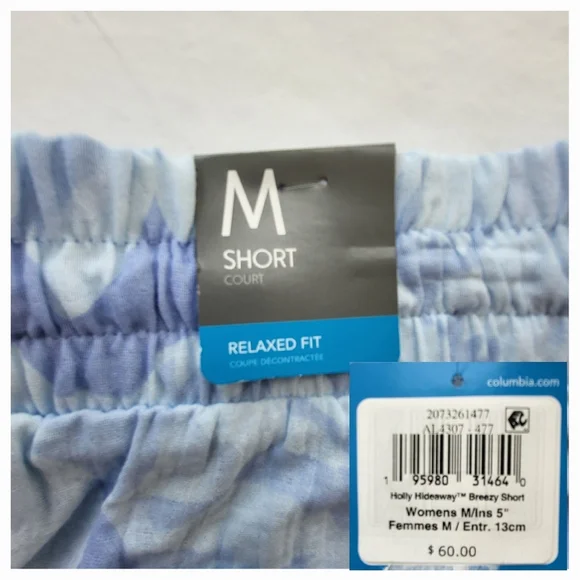 M
SHORT
COURT
RELAXED FIT
COUPE DÉCONTRACTÉE
columbia.com
2073261477
AL4307 - 477
1 95980 31464 0
Holly Hideaway™ Breezy Short
Womens M/Ins 5"
Femmes M / Entr. 13cm
$ 60.00